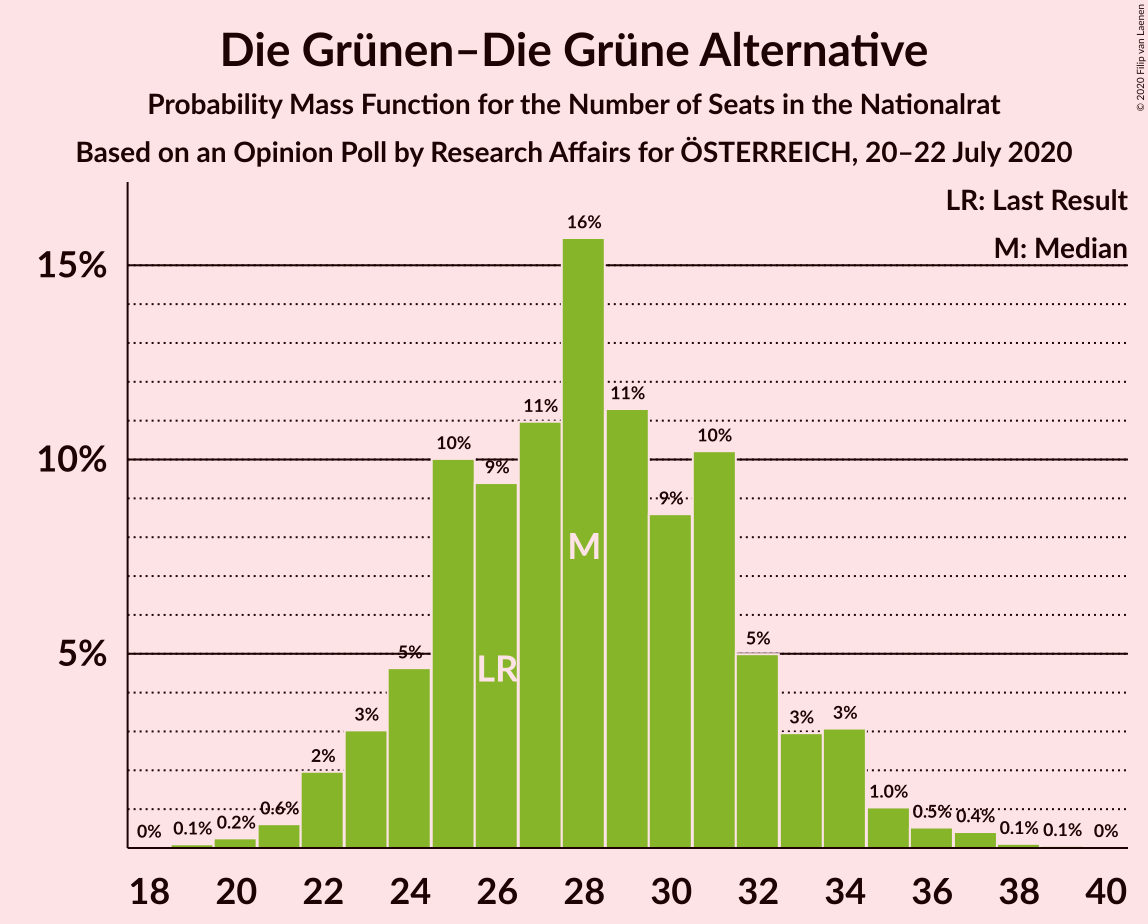 Die Grünen–Die Grüne Alternative
Probability Mass Function for the Number of Seats in the Nationalrat
Based on an Opinion Poll by Research Affairs for ÖSTERREICH, 20–22 July 2020
© 2020 Filip van Laenen
LR: Last Result
M: Median
15%
10%
5%
0%
0.1%
0.2%
0.6%
2%
3%
5%
10%
9%
11%
16%
11%
9%
10%
5%
3%
3%
1.0%
0.5%
0.4%
0.1%
0.1%
0%
LR
M
18 20 22 24 26 28 30 32 34 36 38 40